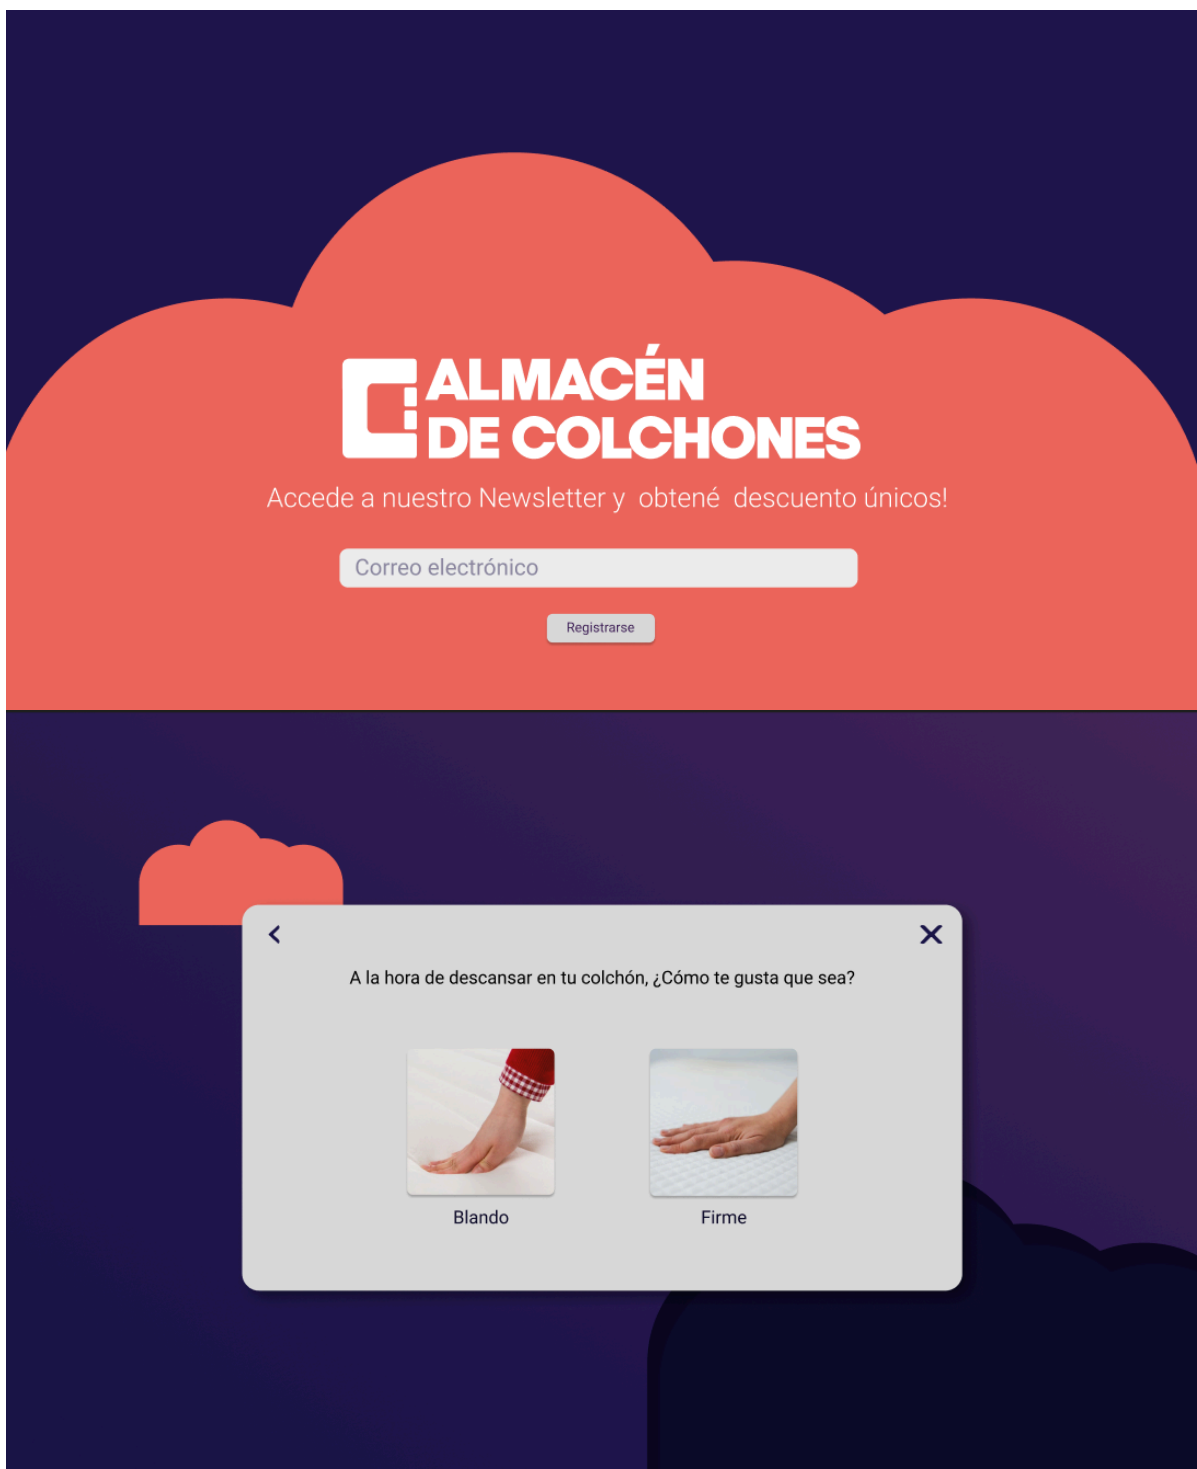 ALMACÉN
DE COLCHONES
Accede a nuestro Newsletter y obtené descuento únicos!
Correo electrónico
Registrarse
A la hora de descansar en tu colchón, ¿Cómo te gusta que sea?
Blando
Firme